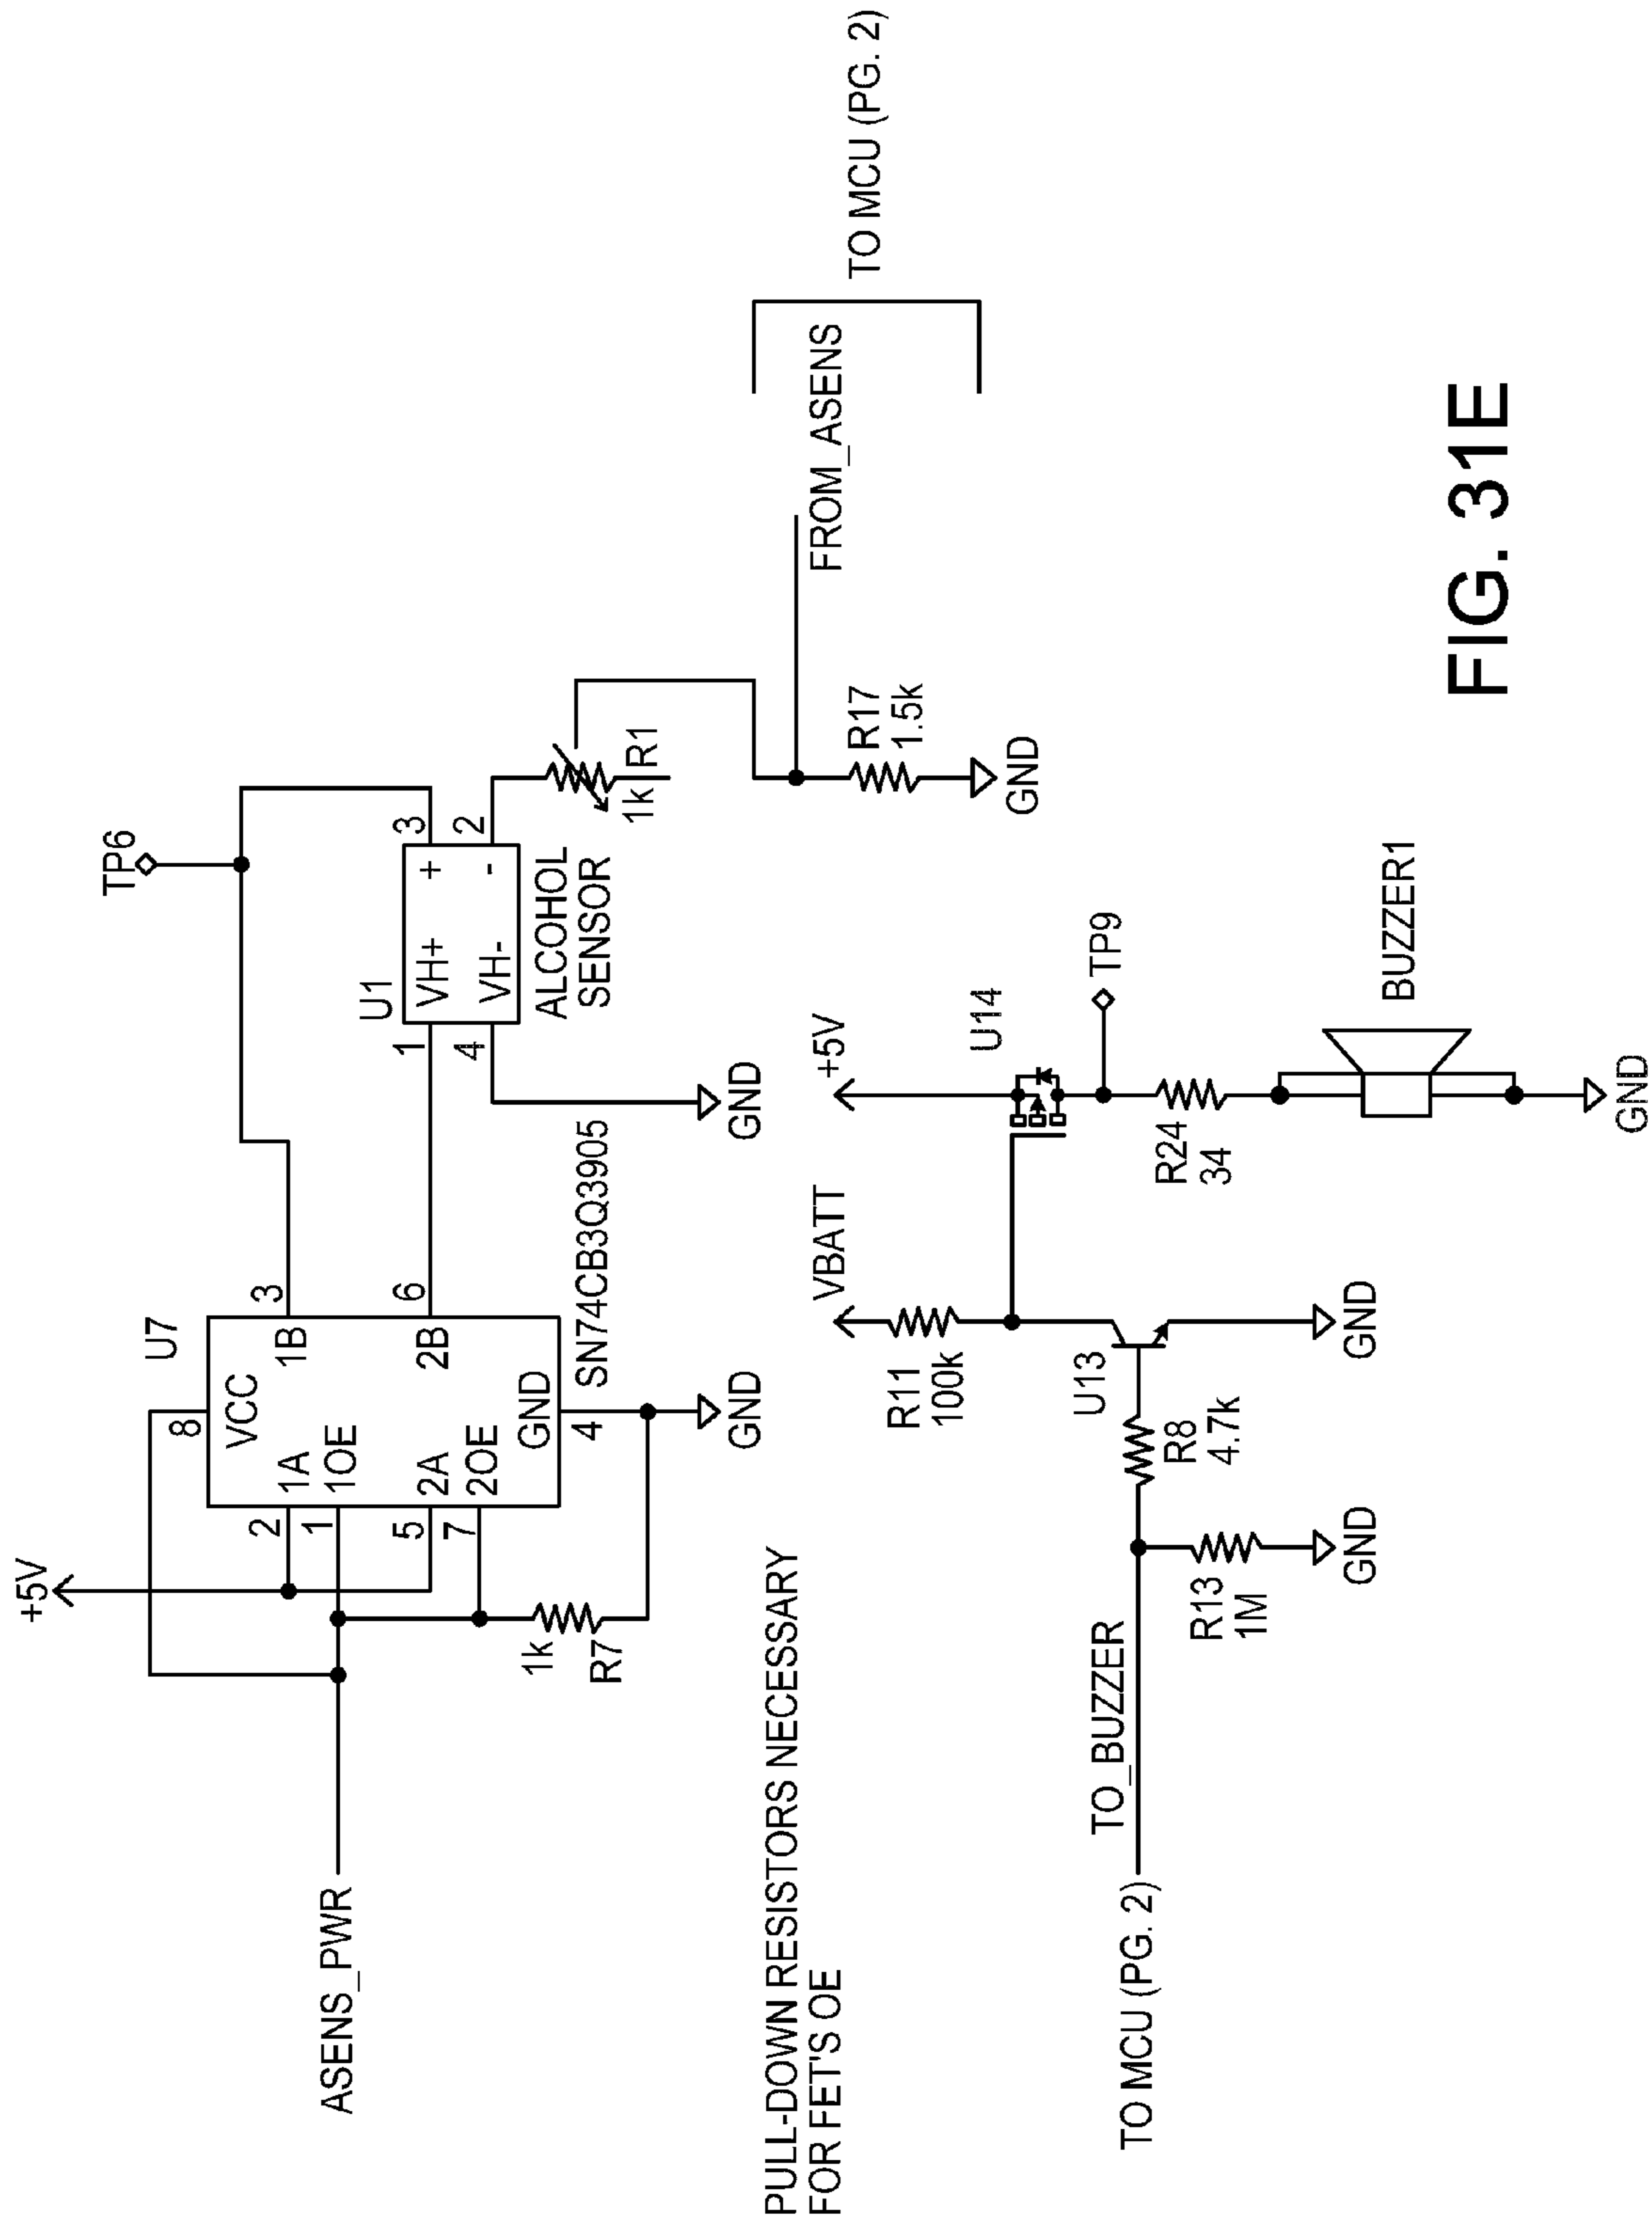 +5V
TP6
ASENS_PWR
U7
8
VCC
2
1A
1B
3
1
1OE
5
2A
2B
6
7
2OE
GND
4
1k
R7
GND
SN74CB3Q3905
U1
1
VH+
+
3
4
VH-
-
2
ALCOHOL
SENSOR
GND
1k
R1
FROM_ASENS
TO MCU (PG. 2)
R17
1.5k
GND
PULL-DOWN RESISTORS NECESSARY
FOR FET'S OE
VBATT
+5V
R11
100k
U14
TP9
TO_BUZZER
TO MCU (PG. 2)
U13
R8
4.7k
R13
1M
GND
GND
R24
34
BUZZER1
GND
FIG. 31E